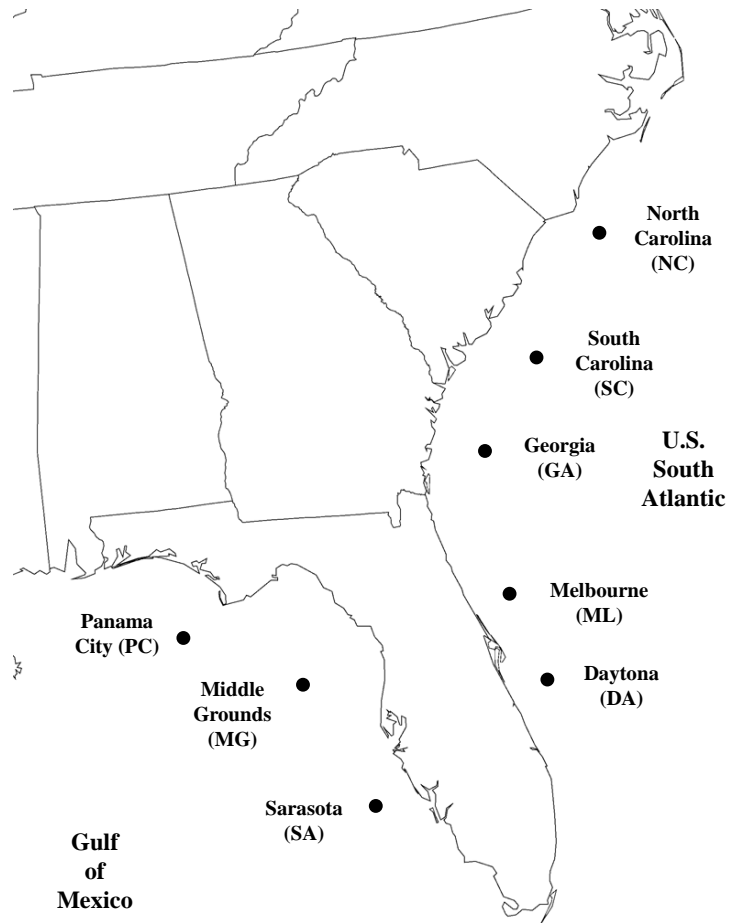 North
Carolina
(NC)
South
Carolina
(SC)
Georgia
(GA)
U.S.
South
Atlantic
Melbourne
(ML)
Panama
City (PC)
Daytona
(DA)
Middle
Grounds
(MG)
Sarasota
(SA)
Gulf
of
Mexico